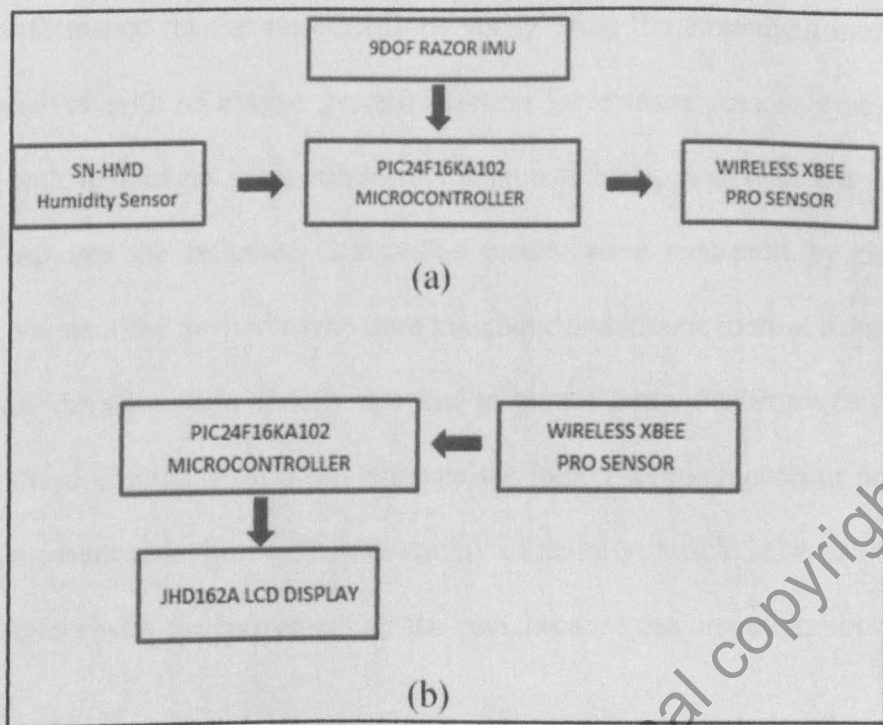 9DOF RAZOR IMU
SN-HMD
Humidity Sensor
PIC24F16KA102
MICROCONTROLLER
WIRELESS XBEE
PRO SENSOR
(a)
PIC24F16KA102
MICROCONTROLLER
WIRELESS XBEE
PRO SENSOR
JHD162A LCD DISPLAY
(b)
copyright